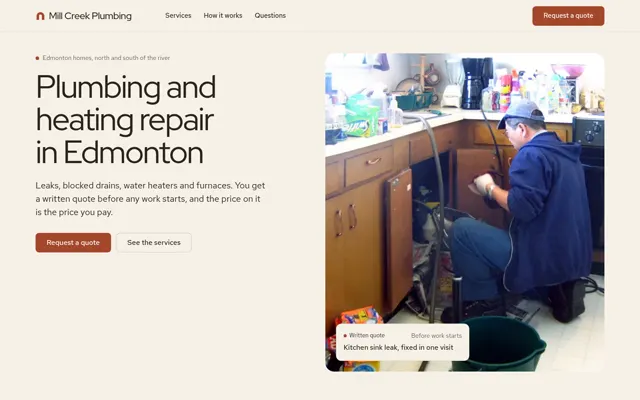 Mill Creek Plumbing
Services
How it works
Questions
Request a quote
Edmonton homes, north and south of the river
Plumbing and
heating repair
in Edmonton
Leaks, blocked drains, water heaters and furnaces. You get
a written quote before any work starts, and the price on it
is the price you pay.
Request a quote
See the services
Written quote
Before work starts
Kitchen sink leak, fixed in one visit